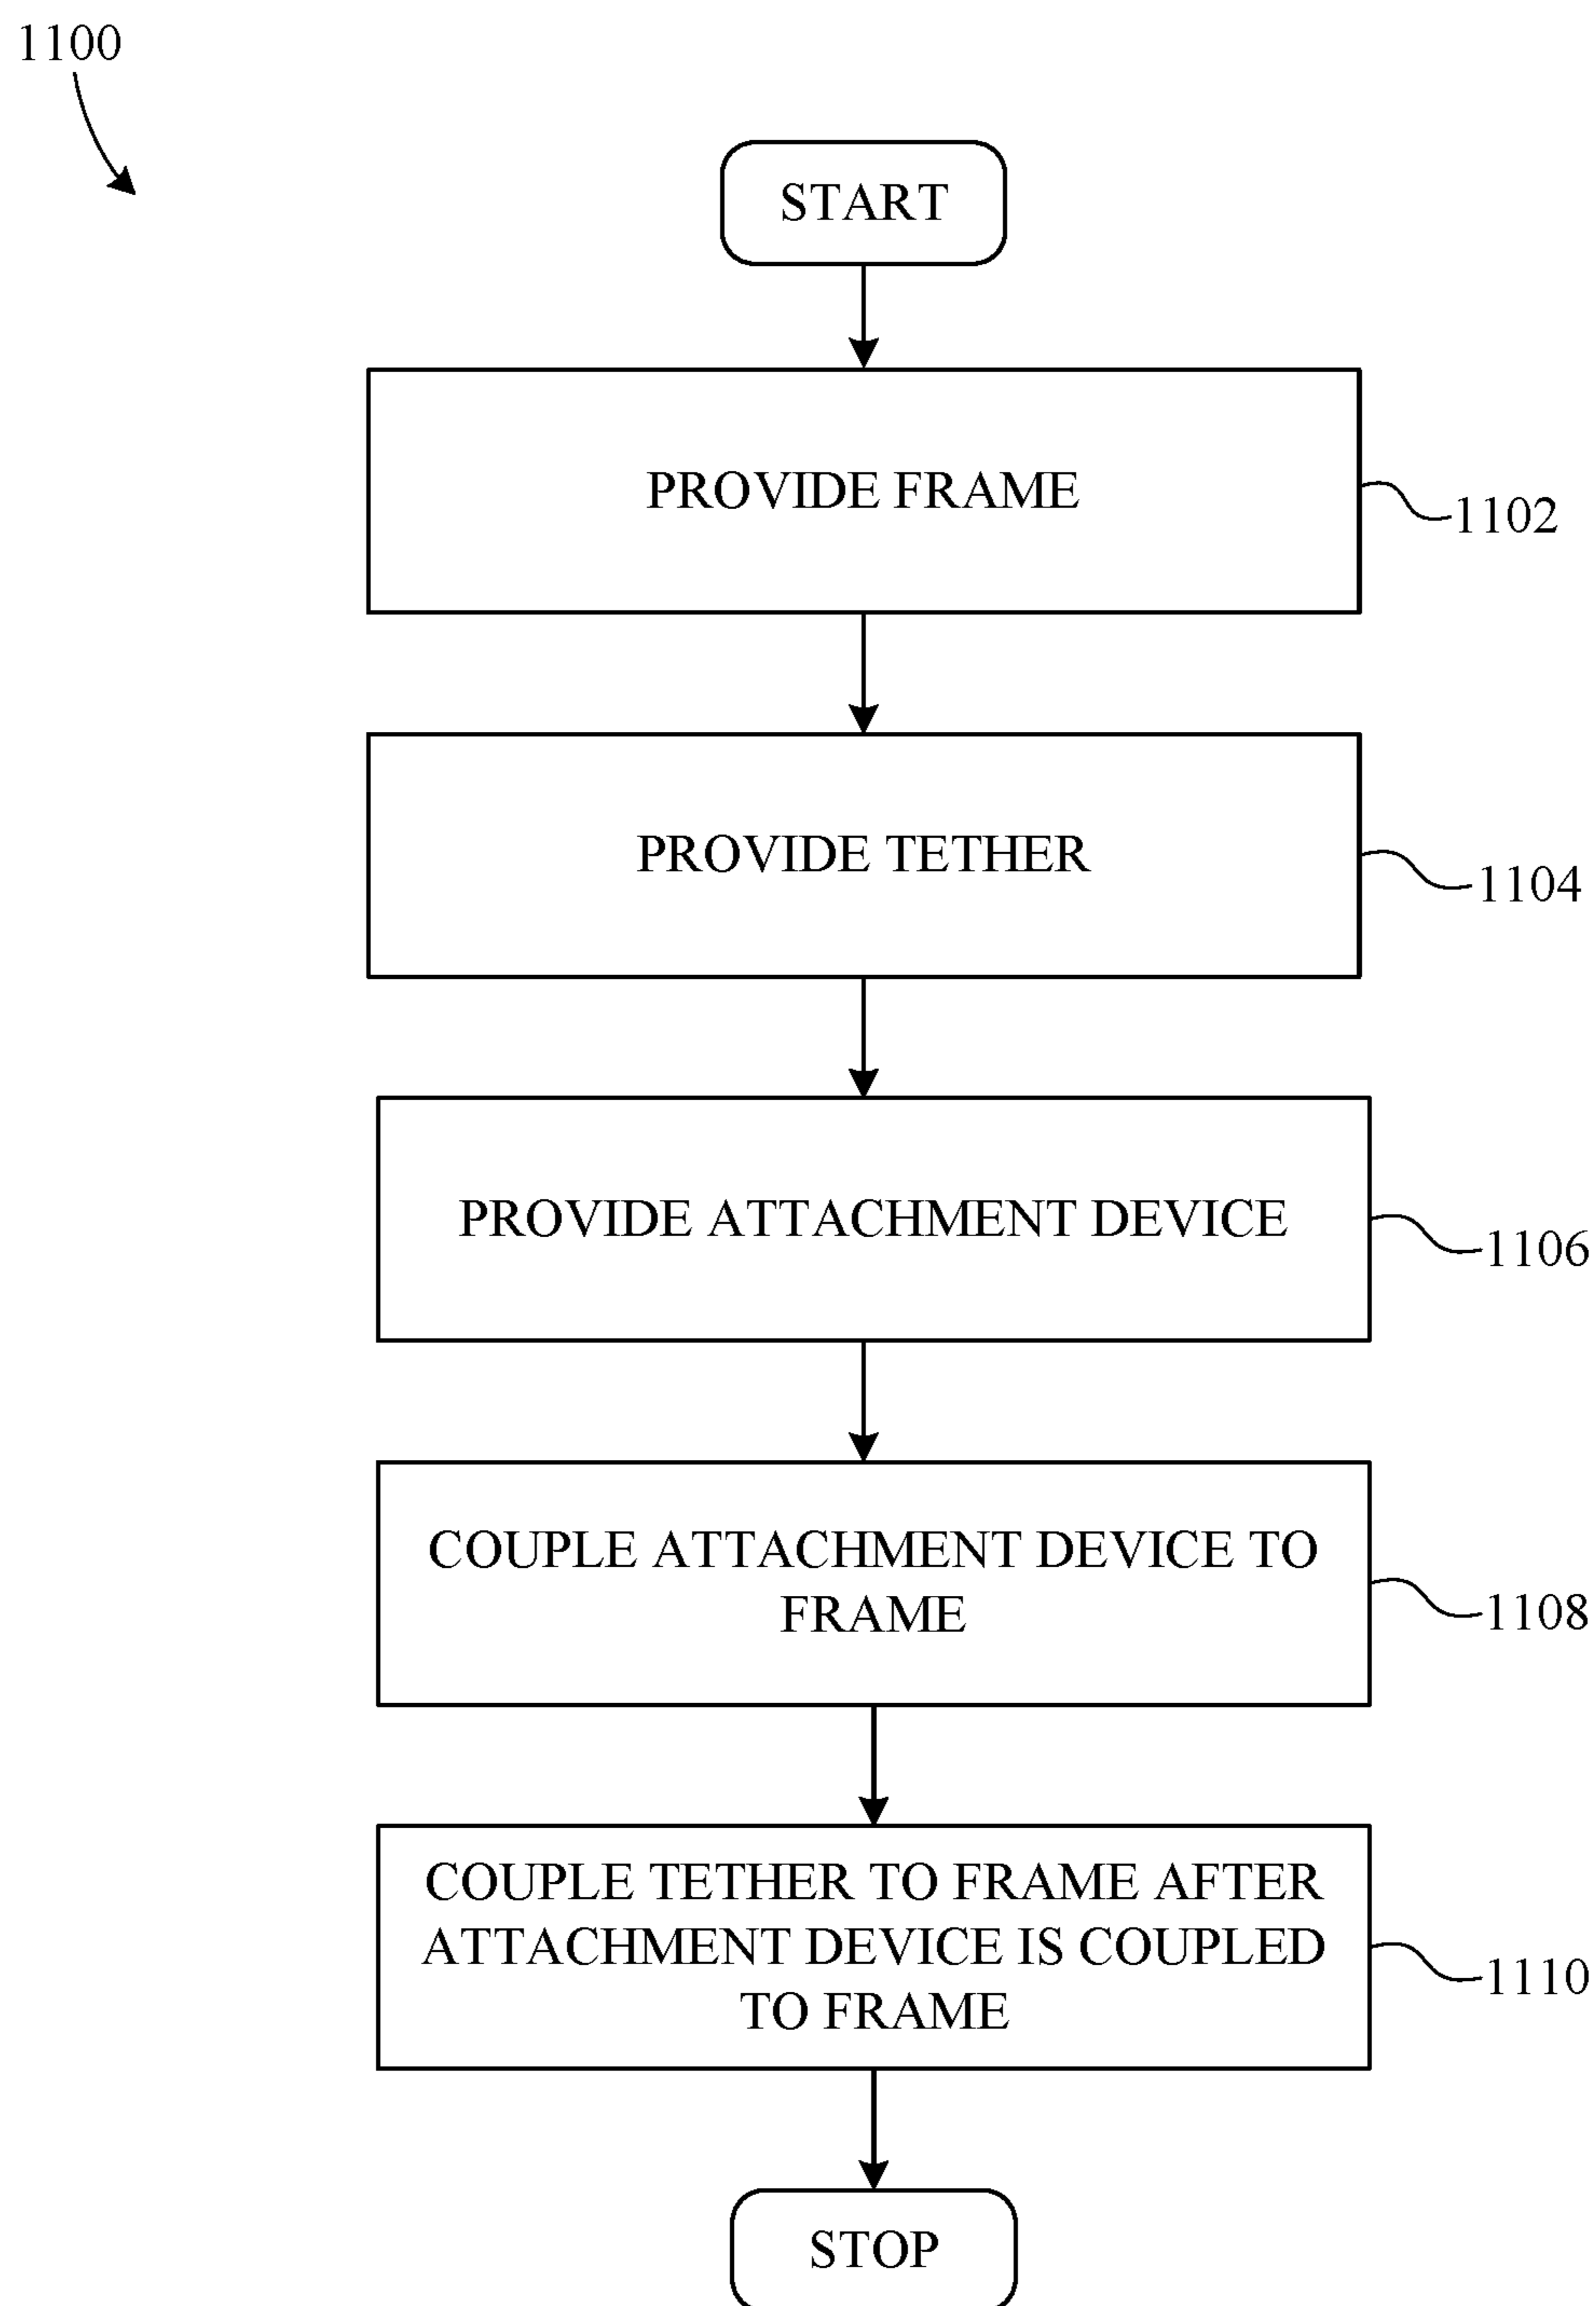 1100
START
PROVIDE FRAME
1102
PROVIDE TETHER
1104
PROVIDE ATTACHMENT DEVICE
1106
COUPLE ATTACHMENT DEVICE TO
FRAME
1108
COUPLE TETHER TO FRAME AFTER
ATTACHMENT DEVICE IS COUPLED
TO FRAME
1110
STOP